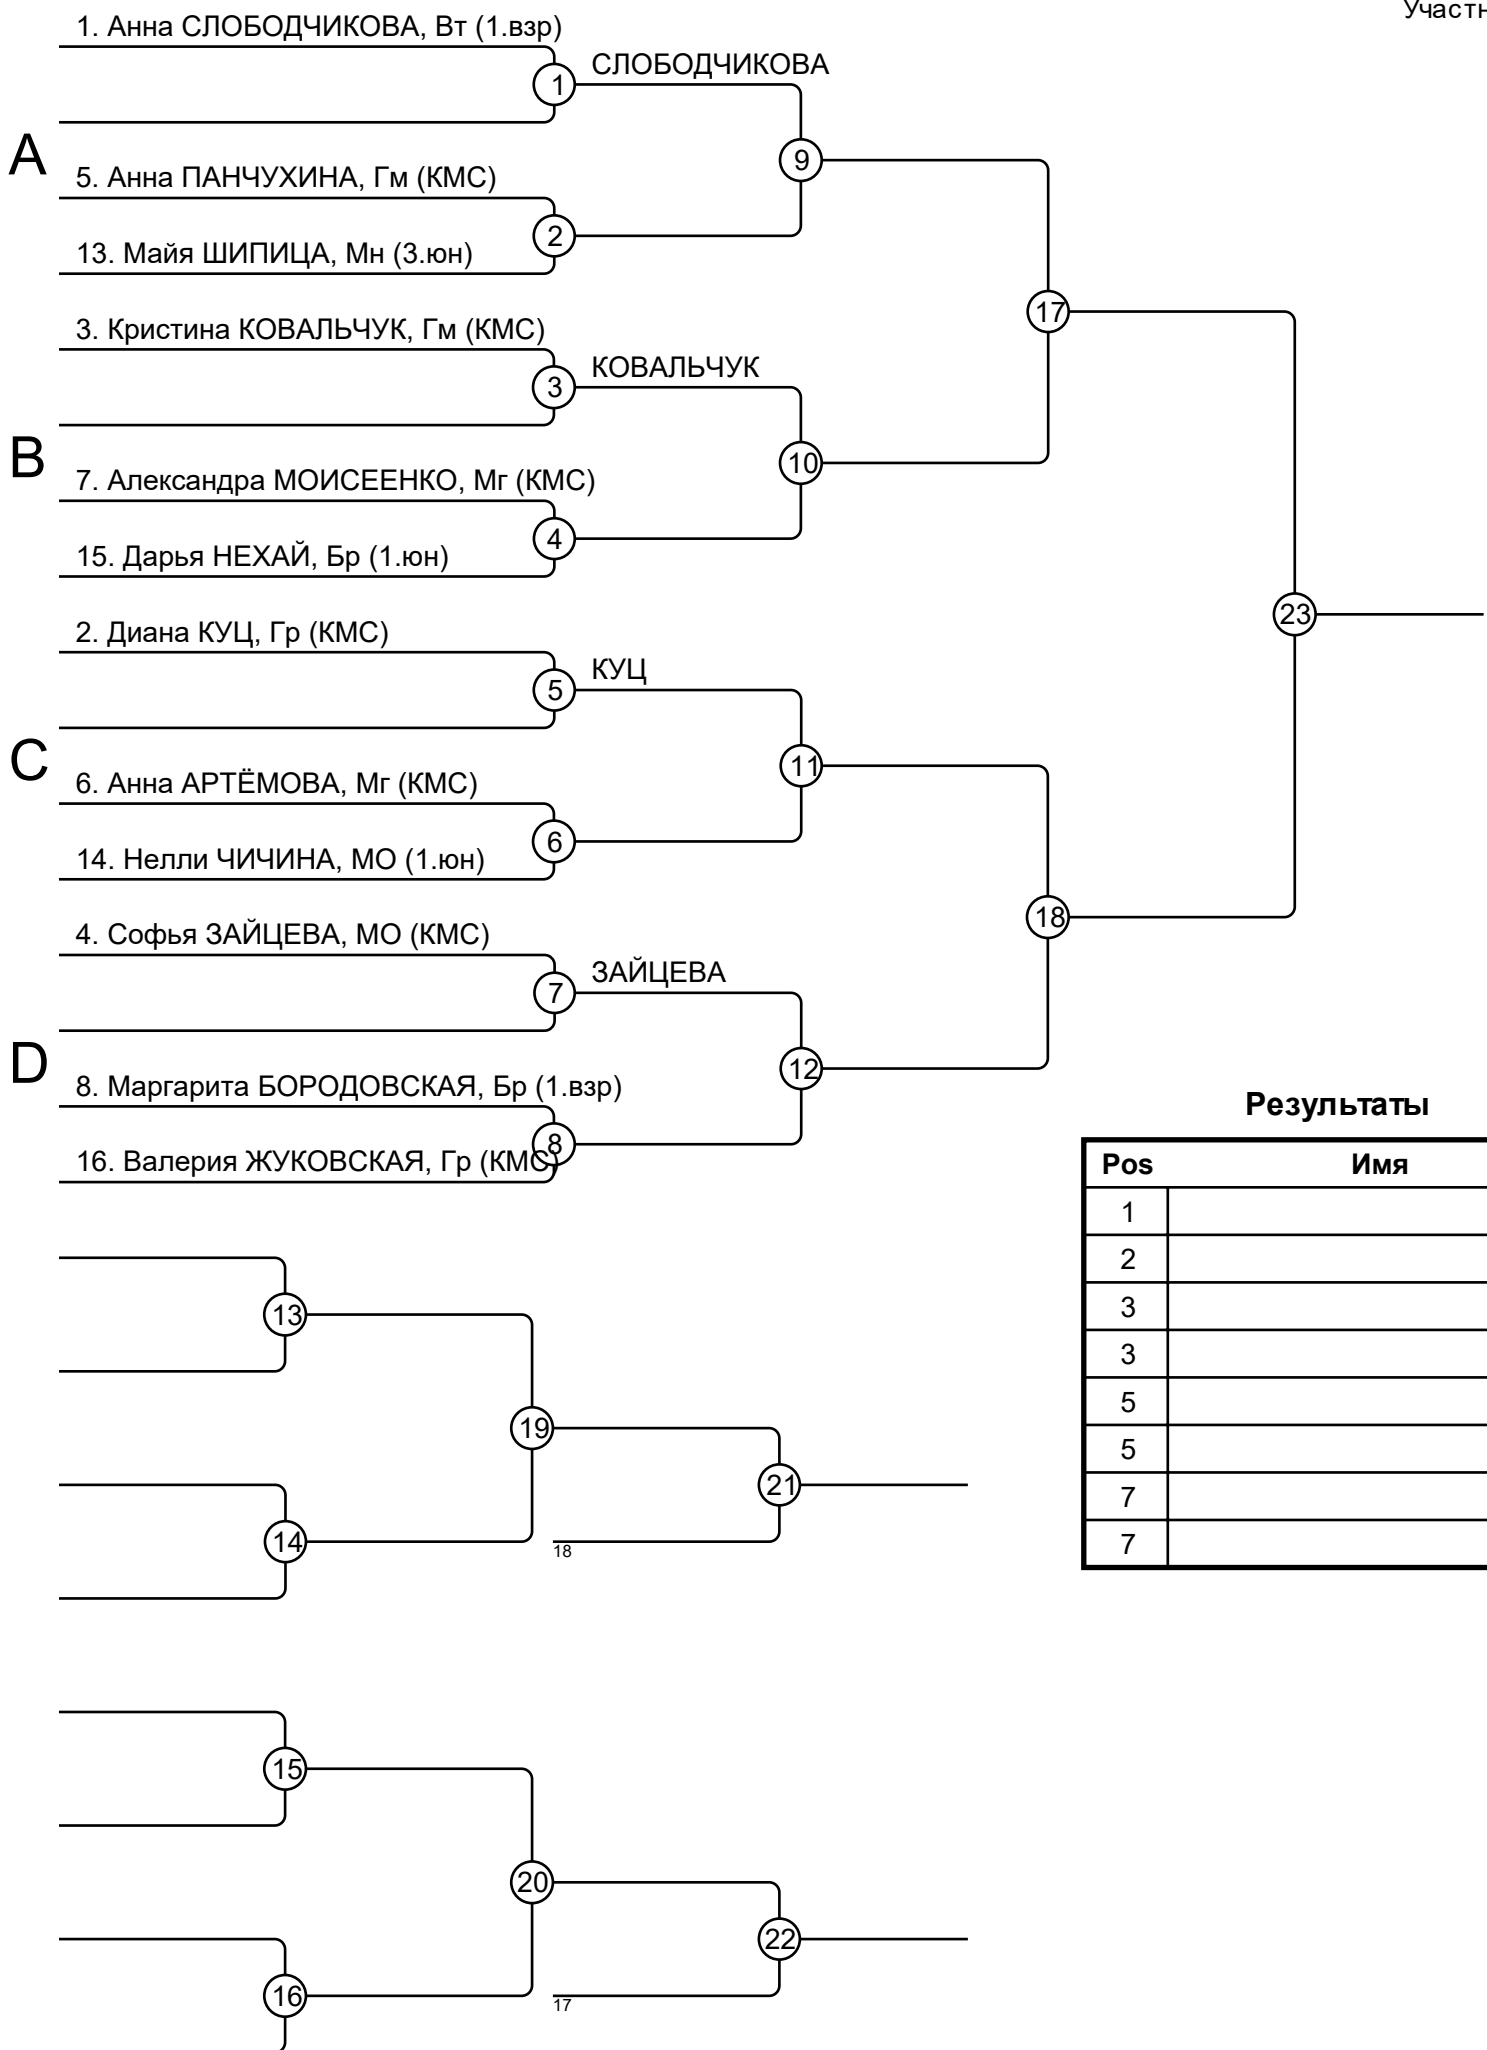 Участн
1. Анна СЛОБОДЧИКОВА, Вт (1.взр)
СЛОБОДЧИКОВА
1
A
9
5. Анна ПАНЧУХИНА, Гм (КМС)
2
13. Майя ШИПИЦА, Мн (3.юн)
17
3. Кристина КОВАЛЬЧУК, Гм (КМС)
КОВАЛЬЧУК
3
B
10
7. Александра МОИСЕЕНКО, Мг (КМС)
4
15. Дарья НЕХАЙ, Бр (1.юн)
23
2. Диана КУЦ, Гр (КМС)
КУЦ
5
C
11
6. Анна АРТЁМОВА, Мг (КМС)
6
14. Нелли ЧИЧИНА, МО (1.юн)
18
4. Софья ЗАЙЦЕВА, МО (КМС)
ЗАЙЦЕВА
7
D
12
8. Маргарита БОРОДОВСКАЯ, Бр (1.взр)
8
16. Валерия ЖУКОВСКАЯ, Гр (КМС)
Результаты
Pos Имя
1
2
3
3
5
5
7
7
13
19
21
14
18
15
20
22
16
17